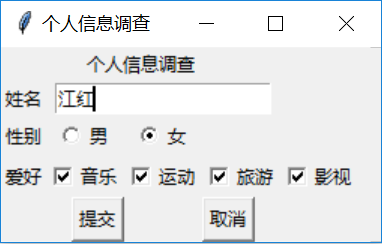 个人信息调查
个人信息调查
姓名 江红
性别 男 女
爱好 音乐 运动 旅游 影视
提交 取消